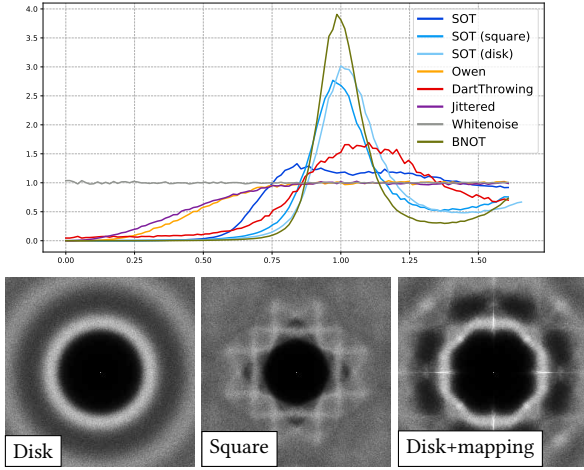 4.0
3.5
3.0
2.5
2.0
1.5
1.0
0.5
0.0
0.00 0.25 0.50 0.75 1.00 1.25 1.50
SOT
SOT (square)
SOT (disk)
Owen
DartThrowing
Jittered
Whitenoise
BNOT
Disk
Square
Disk+mapping